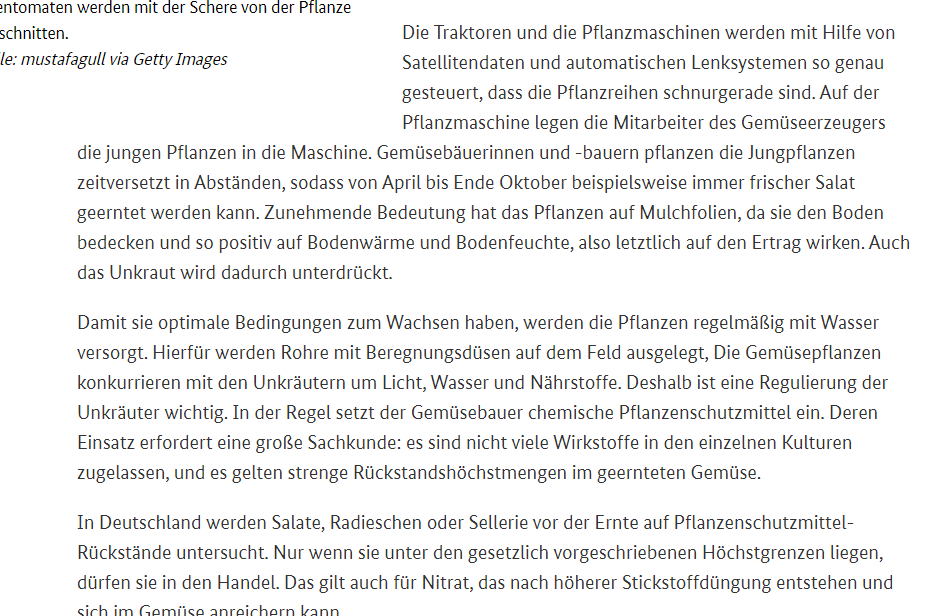 entomaten werden mit der Schere von der Pflanze
schnitten.
le: mustafagull via Getty Images
Die Traktoren und die Pflanzmaschinen werden mit Hilfe von
Satellitendaten und automatischen Lenksystemen so genau
gesteuert, dass die Pflanzreihen schnurgerade sind. Auf der
Pflanzmaschine legen die Mitarbeiter des Gemüseerzeugers
die jungen Pflanzen in die Maschine. Gemüsebäuerinnen und -bauern pflanzen die Jungpflanzen
zeitversetzt in Abständen, sodass von April bis Ende Oktober beispielsweise immer frischer Salat
geerntet werden kann. Zunehmende Bedeutung hat das Pflanzen auf Mulchfolien, da sie den Boden
bedecken und so positiv auf Bodenwärme und Bodenfeuchte, also letztlich auf den Ertrag wirken. Auch
das Unkraut wird dadurch unterdrückt.
Damit sie optimale Bedingungen zum Wachsen haben, werden die Pflanzen regelmäßig mit Wasser
versorgt. Hierfür werden Rohre mit Beregnungsdüsen auf dem Feld ausgelegt, Die Gemüsepflanzen
konkurrieren mit den Unkräutern um Licht, Wasser und Nährstoffe. Deshalb ist eine Regulierung der
Unkräuter wichtig. In der Regel setzt der Gemüsebauer chemische Pflanzenschutzmittel ein. Deren
Einsatz erfordert eine große Sachkunde: es sind nicht viele Wirkstoffe in den einzelnen Kulturen
zugelassen, und es gelten strenge Rückstandshöchstmengen im geernteten Gemüse.
In Deutschland werden Salate, Radieschen oder Sellerie vor der Ernte auf Pflanzenschutzmittel-
Rückstände untersucht. Nur wenn sie unter den gesetzlich vorgeschriebenen Höchstgrenzen liegen,
dürfen sie in den Handel. Das gilt auch für Nitrat, das nach höherer Stickstoffdüngung entstehen und
sich im Gemüse anreichern kann.